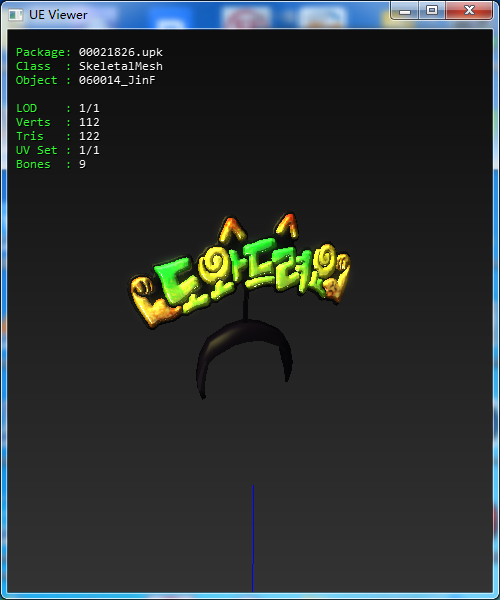 UE Viewer
Package: 00021826.upk
Class : SkeletalMesh
Object : 060014_JinF
LOD : 1/1
Verts : 112
Tris : 122
UV Set : 1/1
Bones : 9
도와드려요